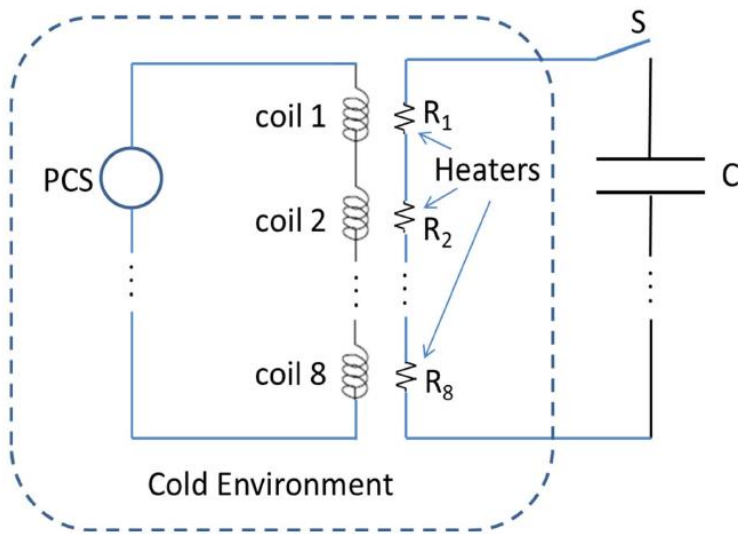 S
coil 1
R1
PCS
Heaters
C
coil 2
R2
coil 8
R8
Cold Environment